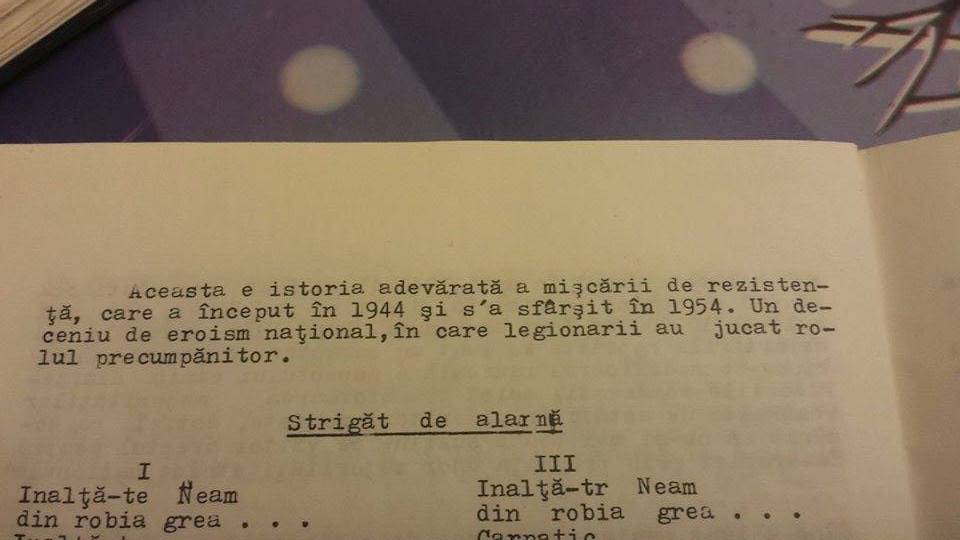 Aceasta e istoria adevărată a mişcării de rezisten-
ţă, care a început în 1944 şi s'a sfârşit în 1954. Un de-
ceniu de eroism naţional,în care legionarii au jucat ro-
lul precumpănitor.
Strigăt de alarmă
I
Inalţă-te Neam
din robia grea . . .
III
Inalţă-tr Neam
din robia grea . . .
Carpatic